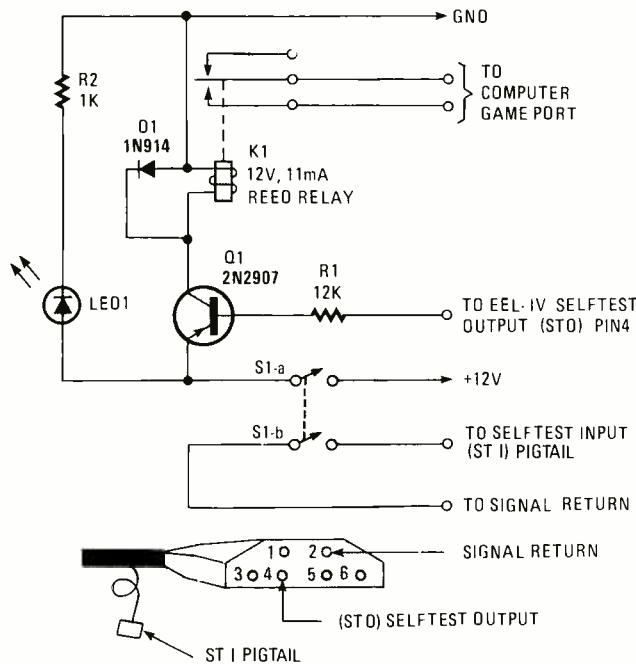 GND
R2
1K
TO
COMPUTER
GAME PORT
D1
1N914
K1
12V, 11mA
REED RELAY
Q1
2N2907
R1
12K
LED1
TO EEL-IV SELFTEST
OUTPUT (STO) PIN4
S1-a
+12V
S1-b
TO SELFTEST INPUT
(ST I) PIGTAIL
TO SIGNAL RETURN
1 2
SIGNAL RETURN
3 4 5 6
(STO) SELFTEST OUTPUT
ST I PIGTAIL